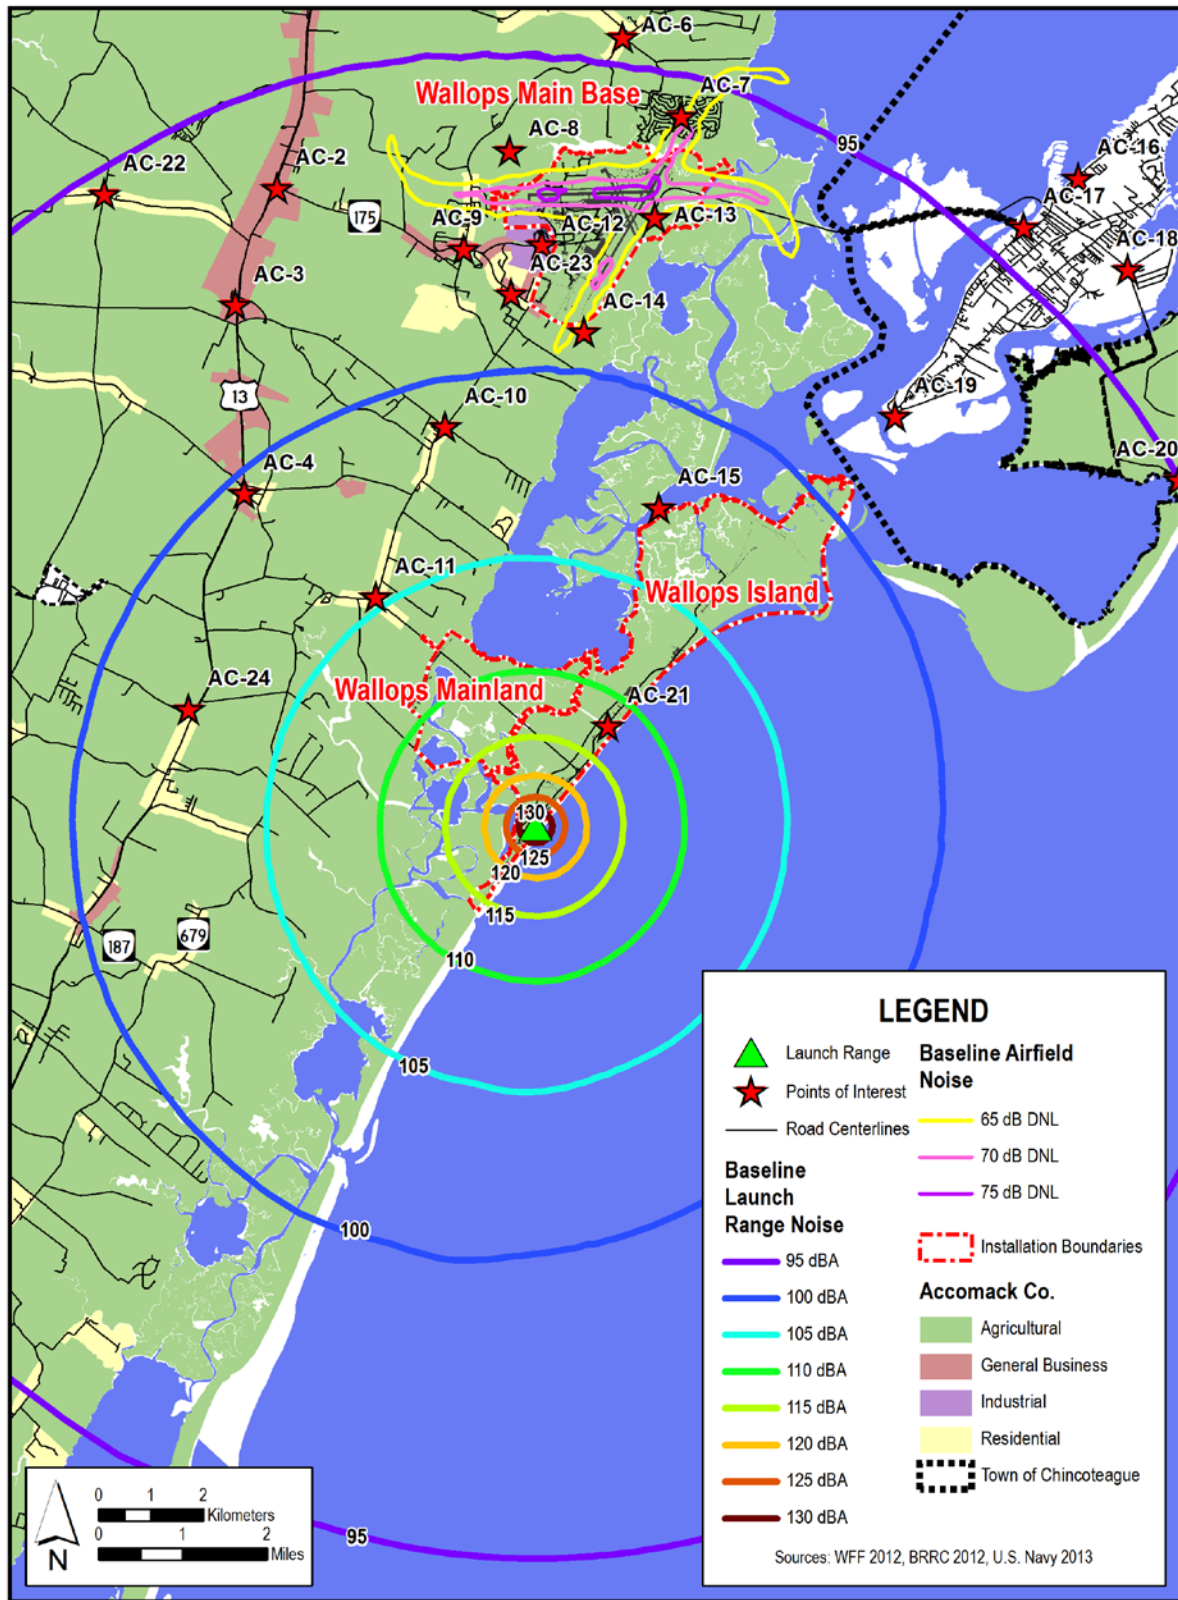 AC-6
Wallops Main Base
AC-7
AC-8
95
AC-16
AC-22
AC-2
AC-17
175
AC-9
AC-12
AC-13
AC-18
AC-23
AC-3
AC-14
13
AC-19
AC-10
AC-20
AC-4
AC-15
AC-11
Wallops Island
AC-24
Wallops Mainland
AC-21
130
125
120
115
187
679
110
105
100
95
LEGEND
Launch Range
Points of Interest
Road Centerlines
Baseline
Launch
Range Noise
95 dBA
100 dBA
105 dBA
110 dBA
115 dBA
120 dBA
125 dBA
130 dBA
Baseline Airfield
Noise
65 dB DNL
70 dB DNL
75 dB DNL
Installation Boundaries
Accomack Co.
Agricultural
General Business
Industrial
Residential
Town of Chincoteague
Sources: WFF 2012, BRRC 2012, U.S. Navy 2013
N
0 1 2
Kilometers
0 1 2
Miles